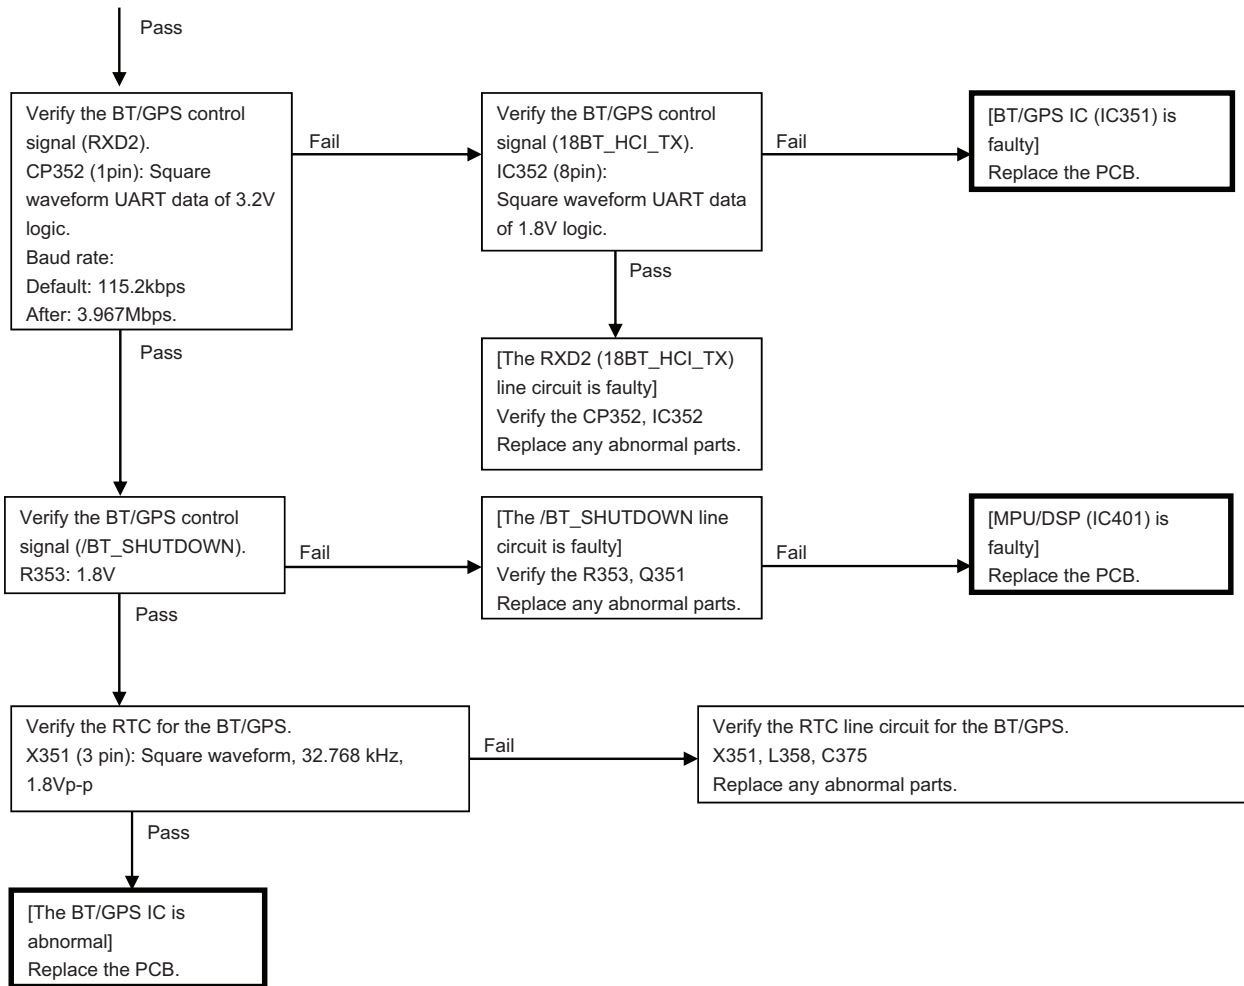 Pass
Verify the BT/GPS control
signal (RXD2).
CP352 (1pin): Square
waveform UART data of 3.2V
logic.
Baud rate:
Default: 115.2kbps
After: 3.967Mbps.
Fail
Verify the BT/GPS control
signal (18BT_HCI_TX).
IC352 (8pin):
Square waveform UART data
of 1.8V logic.
Fail
[BT/GPS IC (IC351) is
faulty]
Replace the PCB.
Pass
[The RXD2 (18BT_HCI_TX)
line circuit is faulty]
Verify the CP352, IC352
Replace any abnormal parts.
Pass
Verify the BT/GPS control
signal (/BT_SHUTDOWN).
R353: 1.8V
Fail
[The /BT_SHUTDOWN line
circuit is faulty]
Verify the R353, Q351
Replace any abnormal parts.
Fail
[MPU/DSP (IC401) is
faulty]
Replace the PCB.
Pass
Verify the RTC for the BT/GPS.
X351 (3 pin): Square waveform, 32.768 kHz,
1.8Vp-p
Fail
Verify the RTC line circuit for the BT/GPS.
X351, L358, C375
Replace any abnormal parts.
Pass
[The BT/GPS IC is
abnormal]
Replace the PCB.